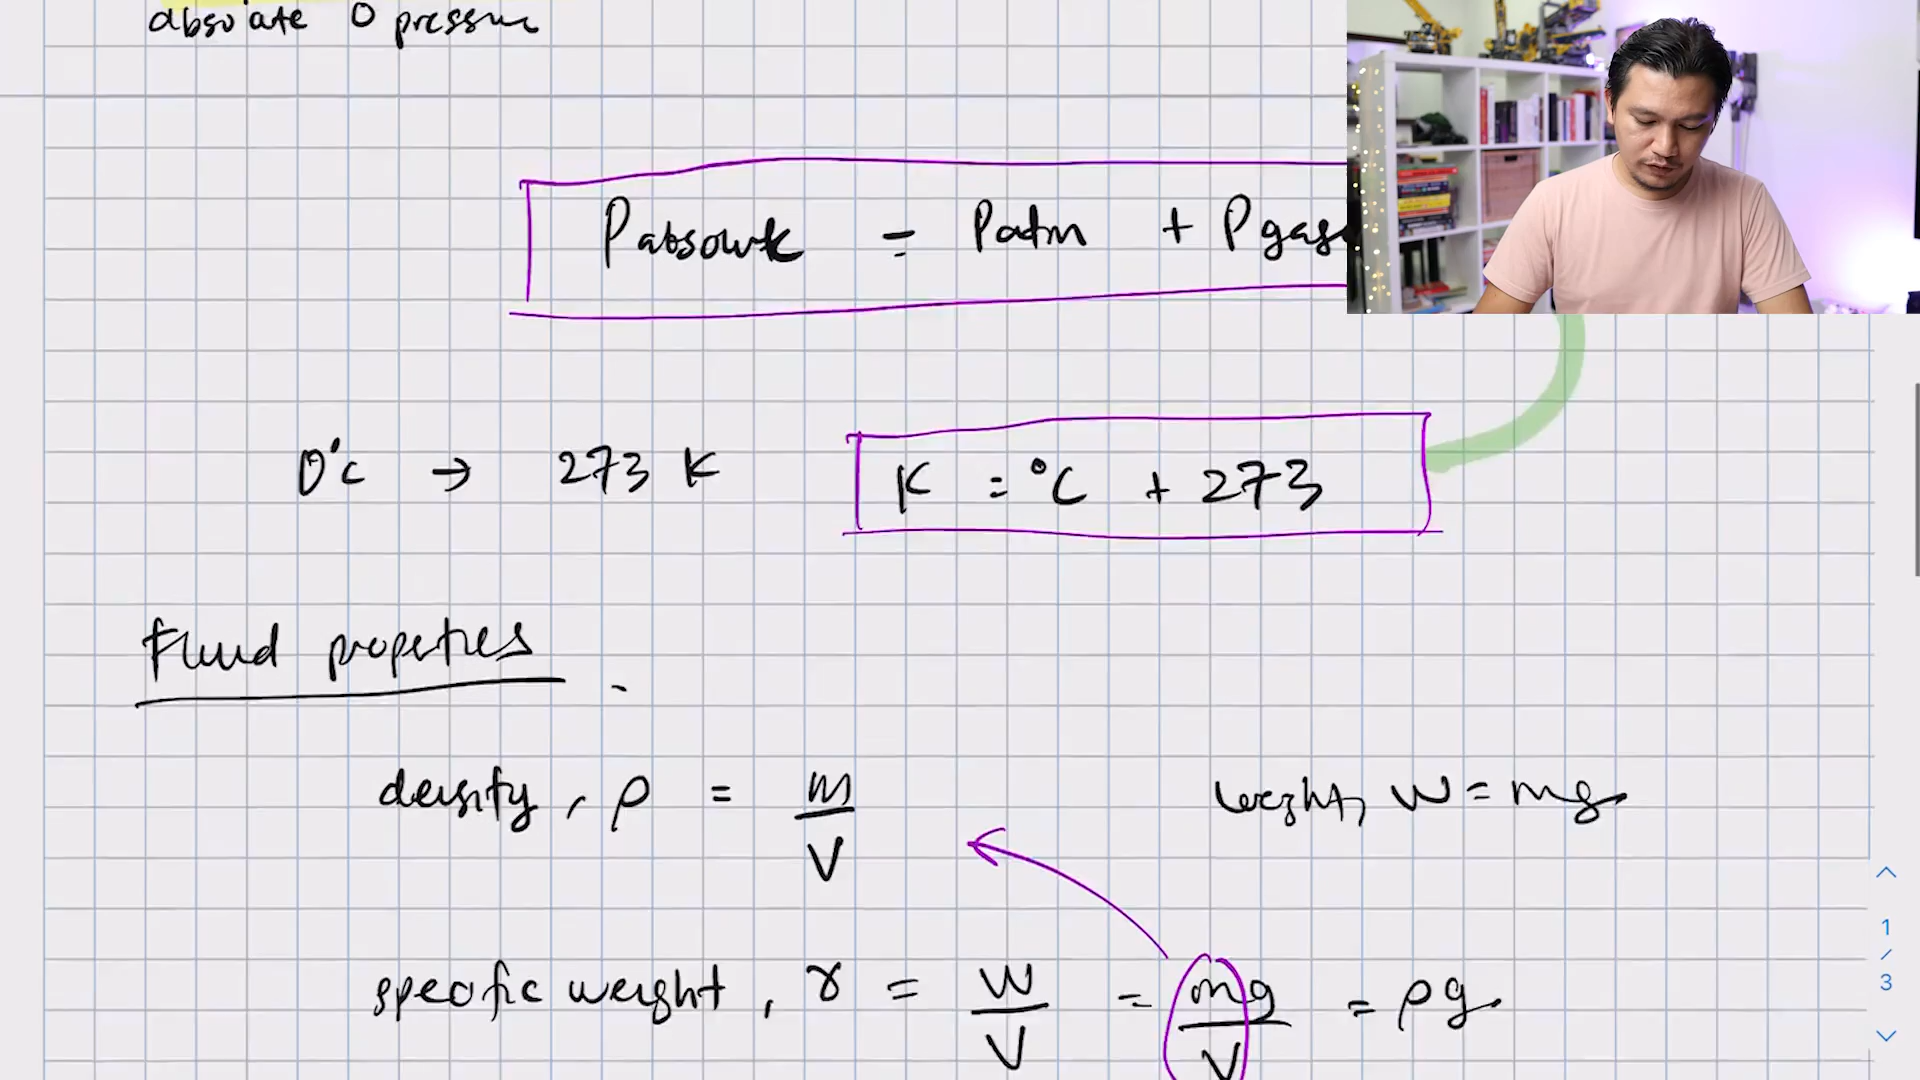 absolute 0 pressure
Pabsolute = Patm + Pgas
0°C → 273 K
K = °C + 273
Fluid properties
density, ρ = m/V
weight, W = mg
specific weight, γ = W/V = mg/V = ρg
1
/
3